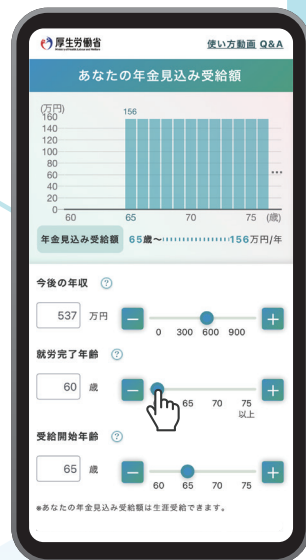 厚生労働省
使い方動画 Q&A
あなたの年金見込み受給額
(万円)
160
140
120
100
80
60
40
20
0
156
60 65 70 75 (歳)
...
年金見込み受給額 65歳〜 156万円/年
今後の年収 ?
537 万円 − +
0 300 600 900
就労完了年齢 ?
60 歳 − +
65 70 75
以上
受給開始年齢 ?
65 歳 − +
60 65 70 75
*あなたの年金見込み受給額は生涯受給できます。